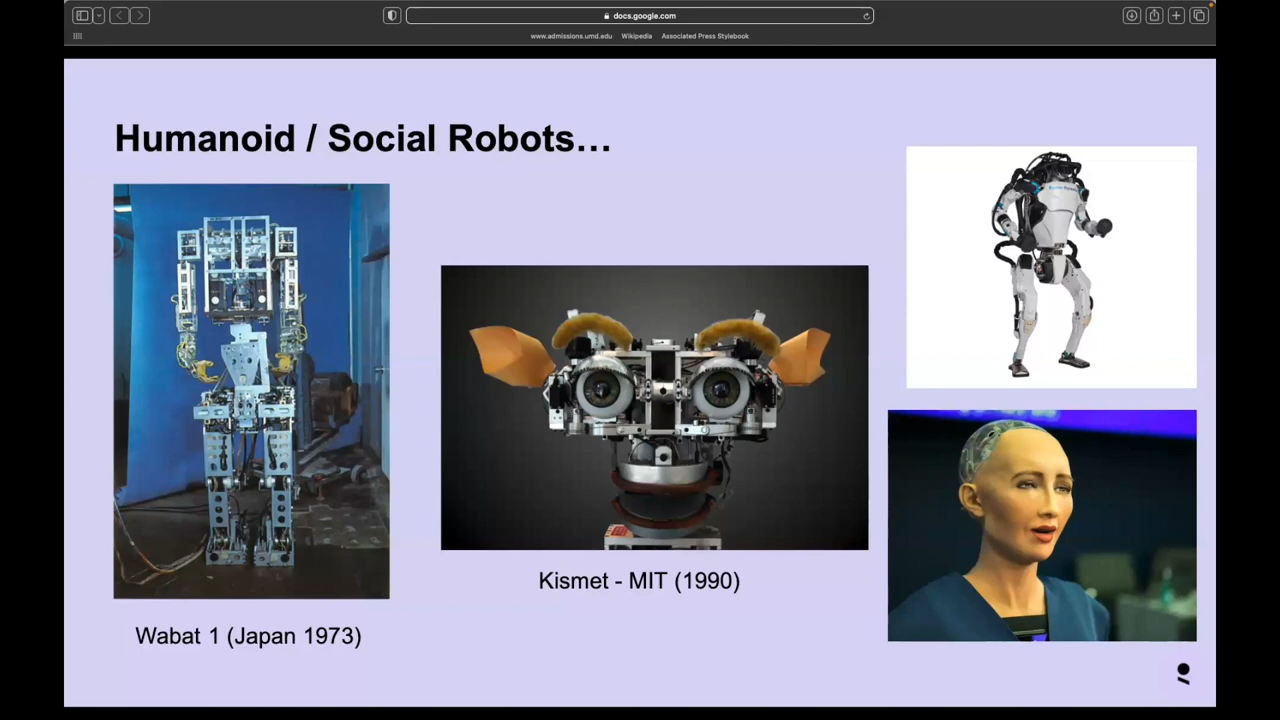 docs.google.com
www.admissions.umd.edu Wikipedia Associated Press Stylebook
Humanoid / Social Robots...
Kismet - MIT (1990)
Wabat 1 (Japan 1973)